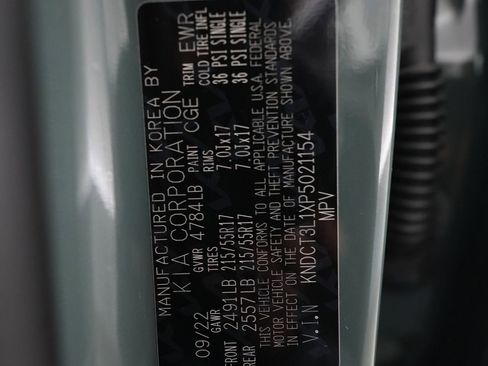 MANUFACTURED IN KOREA BY
KIA CORPORATION
09/22 GVWR 4784LB PAINT CGE TRIM EWR
GAWR TIRES RIMS COLD TIRE INFL
FRONT 2491LB 215/55R17 7.0Jx17 36 PSI SINGLE
REAR 2557LB 215/55R17 7.0Jx17 36 PSI SINGLE
THIS VEHICLE CONFORMS TO ALL APPLICABLE U.S.A. FEDERAL
MOTOR VEHICLE SAFETY AND THEFT PREVENTION STANDARDS
IN EFFECT ON THE DATE OF MANUFACTURE SHOWN ABOVE.
V.I.N KNDCT3L1XP5021154
MPV